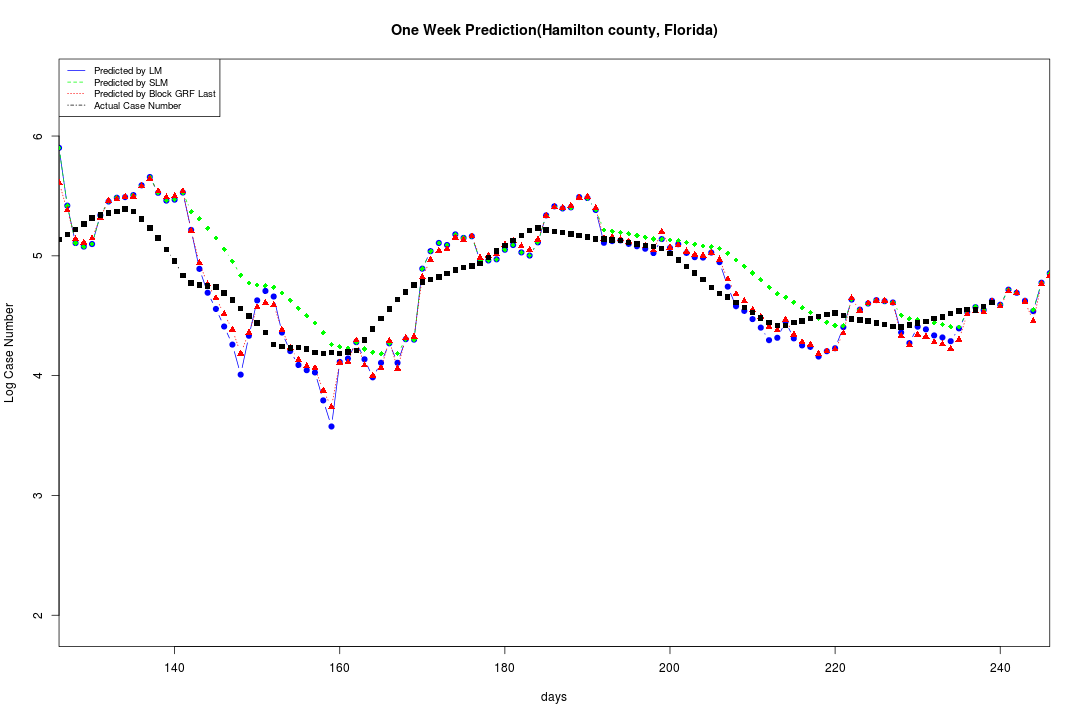 One Week Prediction(Hamilton county, Florida)
Predicted by LM
Predicted by SLM
Predicted by Block GRF Last
Actual Case Number
6
5
4
3
2
Log Case Number
140 160 180 200 220 240
days